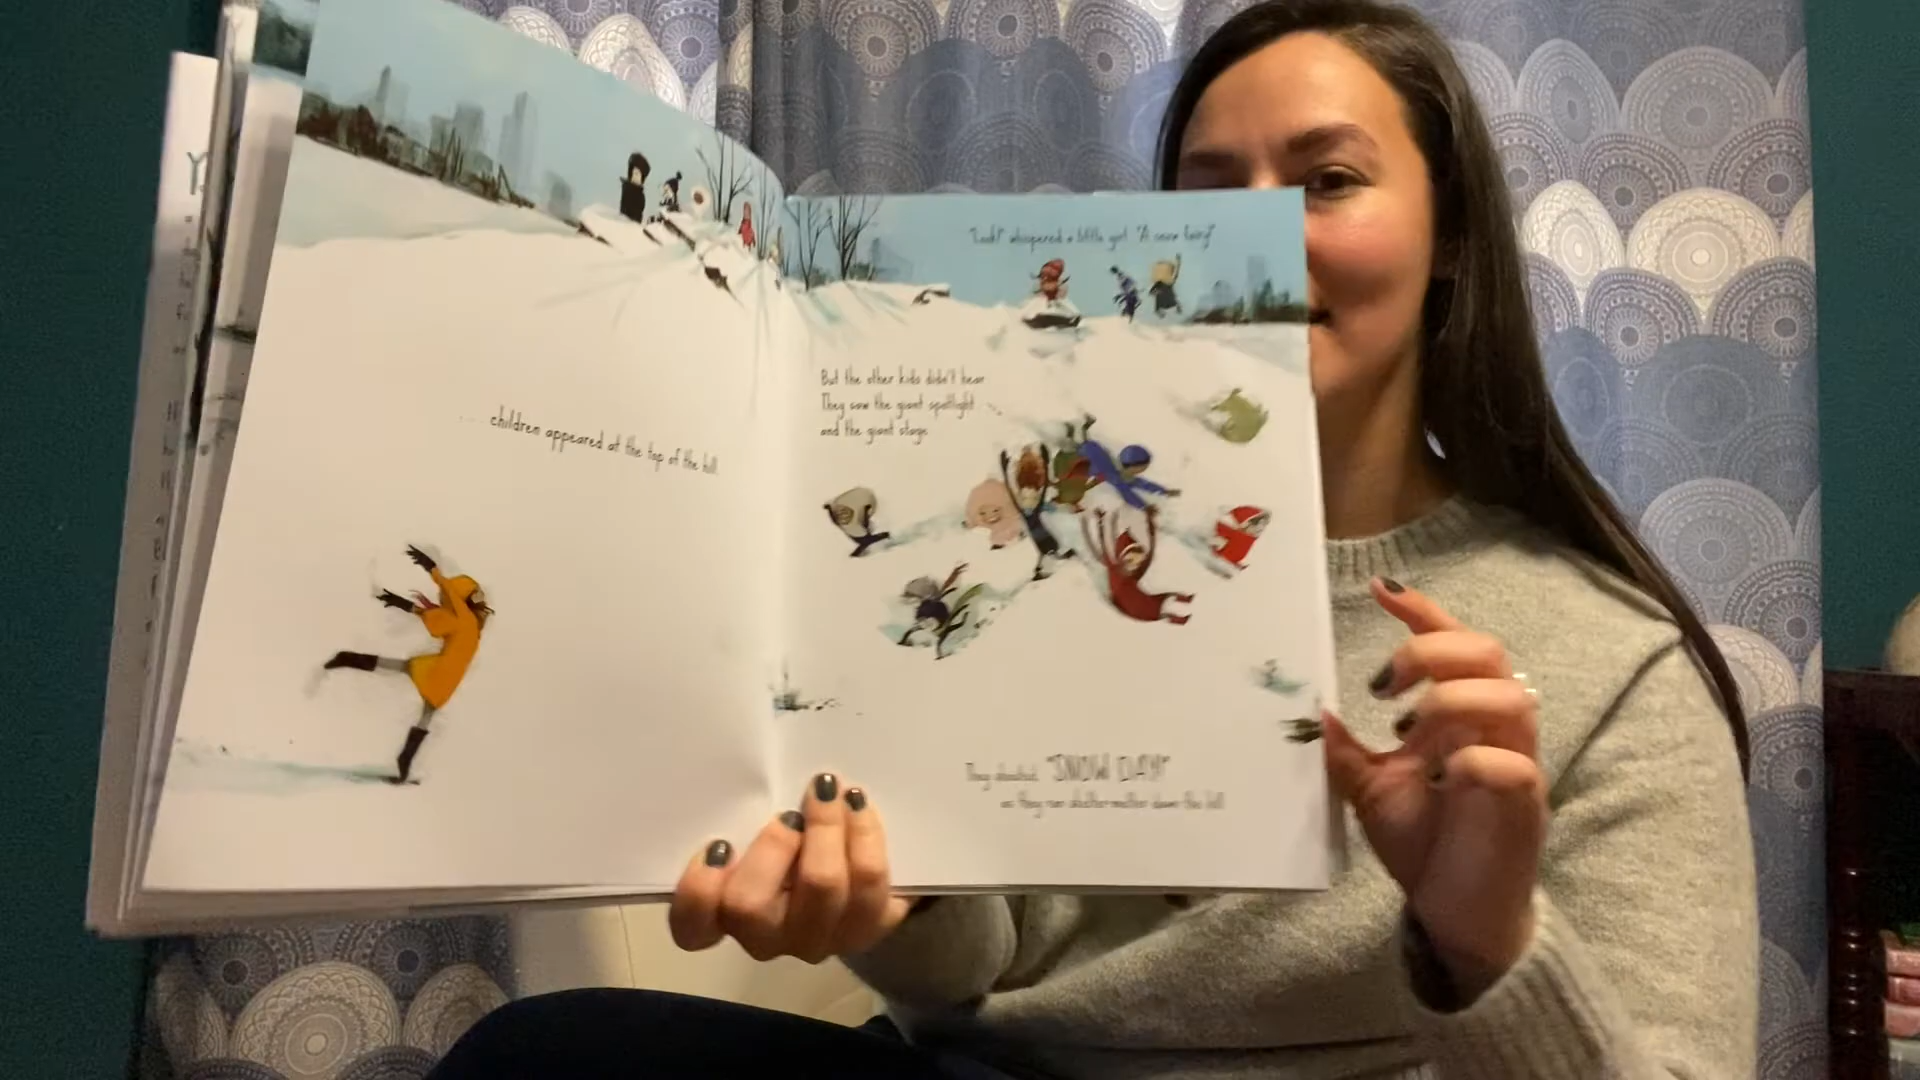 . . . children appeared at the top of the hill.
"Look!" whispered a little girl. "A snow fairy!"
But the other kids didn't hear.
They saw the giant spotlight
and the giant stage.
They shouted, "SNOW DAY!"
as they ran skitter-matter down the hill.